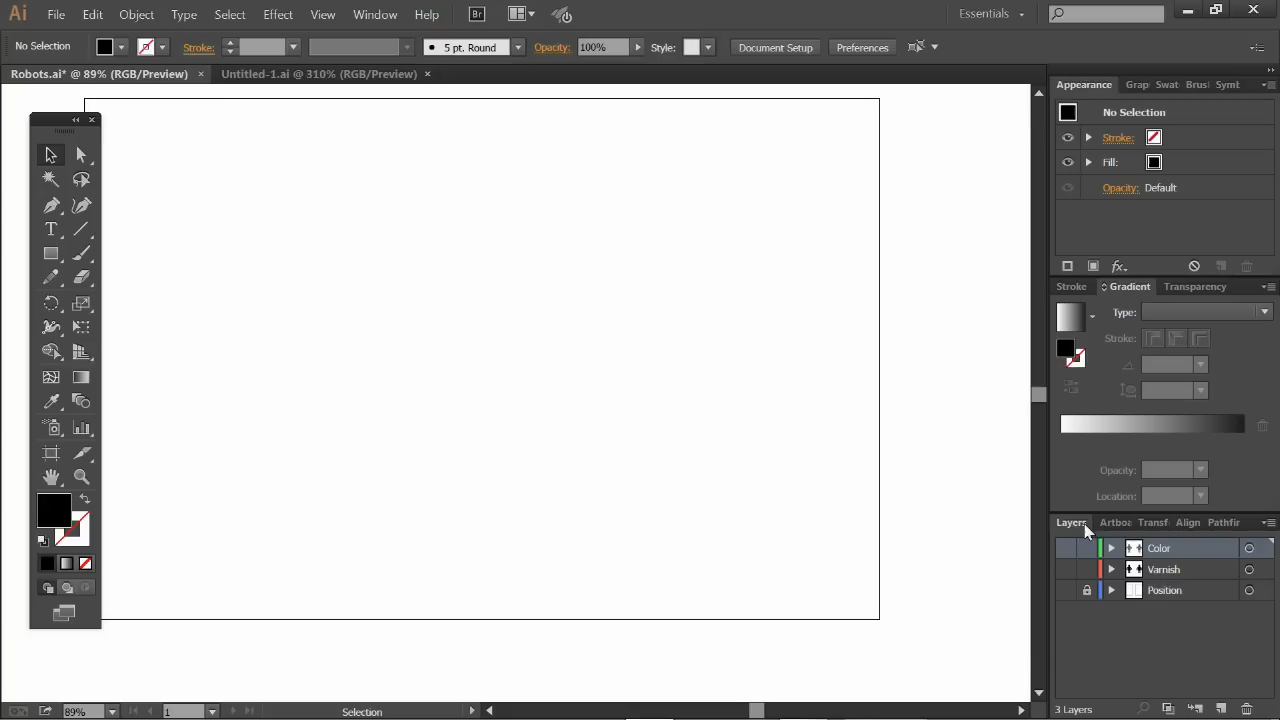 Ai File Edit Object Type Select Effect View Window Help Br Essentials
No Selection Stroke: 5 pt. Round Opacity: 100% Style: Document Setup Preferences
Robots.ai* @ 89% (RGB/Preview) × Untitled-1.ai @ 310% (RGB/Preview) ×
Appearance Grap Swat Brus Symt
No Selection
Stroke:
Fill:
Opacity: Default
fx
Stroke Gradient Transparency
Type:
Stroke:
Opacity:
Location:
Layers Artboa Transf Align Pathfir
Color
Varnish
Position
3 Layers
89% 1 Selection